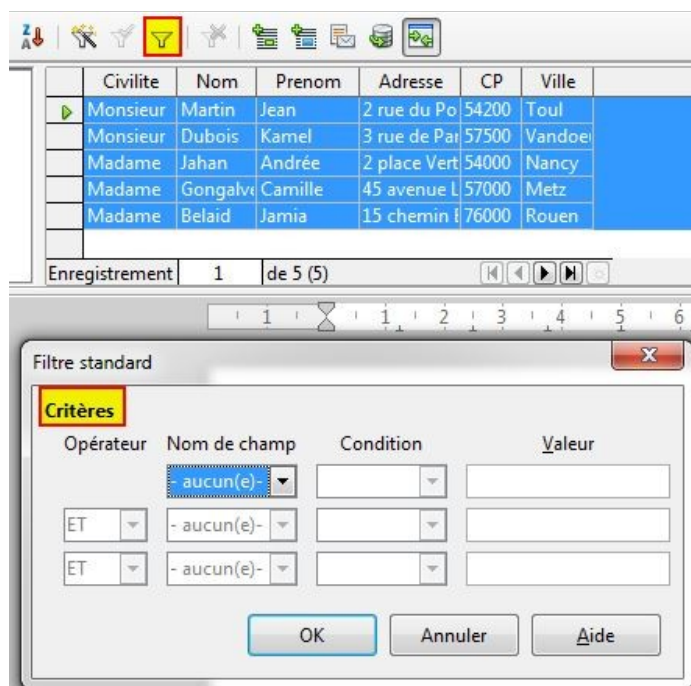 Z
A
Civilite Nom Prenom Adresse CP Ville
Monsieur Martin Jean 2 rue du Po 54200 Toul
Monsieur Dubois Kamel 3 rue de Par 57500 Vandoe
Madame Jahan Andrée 2 place Vert 54000 Nancy
Madame Gongalve Camille 45 avenue L 57000 Metz
Madame Belaid Jamia 15 chemin 76000 Rouen
Enregistrement 1 de 5 (5)
1 1 2 3 4 5 6
Filtre standard
Critères
Opérateur Nom de champ Condition Valeur
- aucun(e)-
ET - aucun(e)-
ET - aucun(e)-
OK Annuler Aide